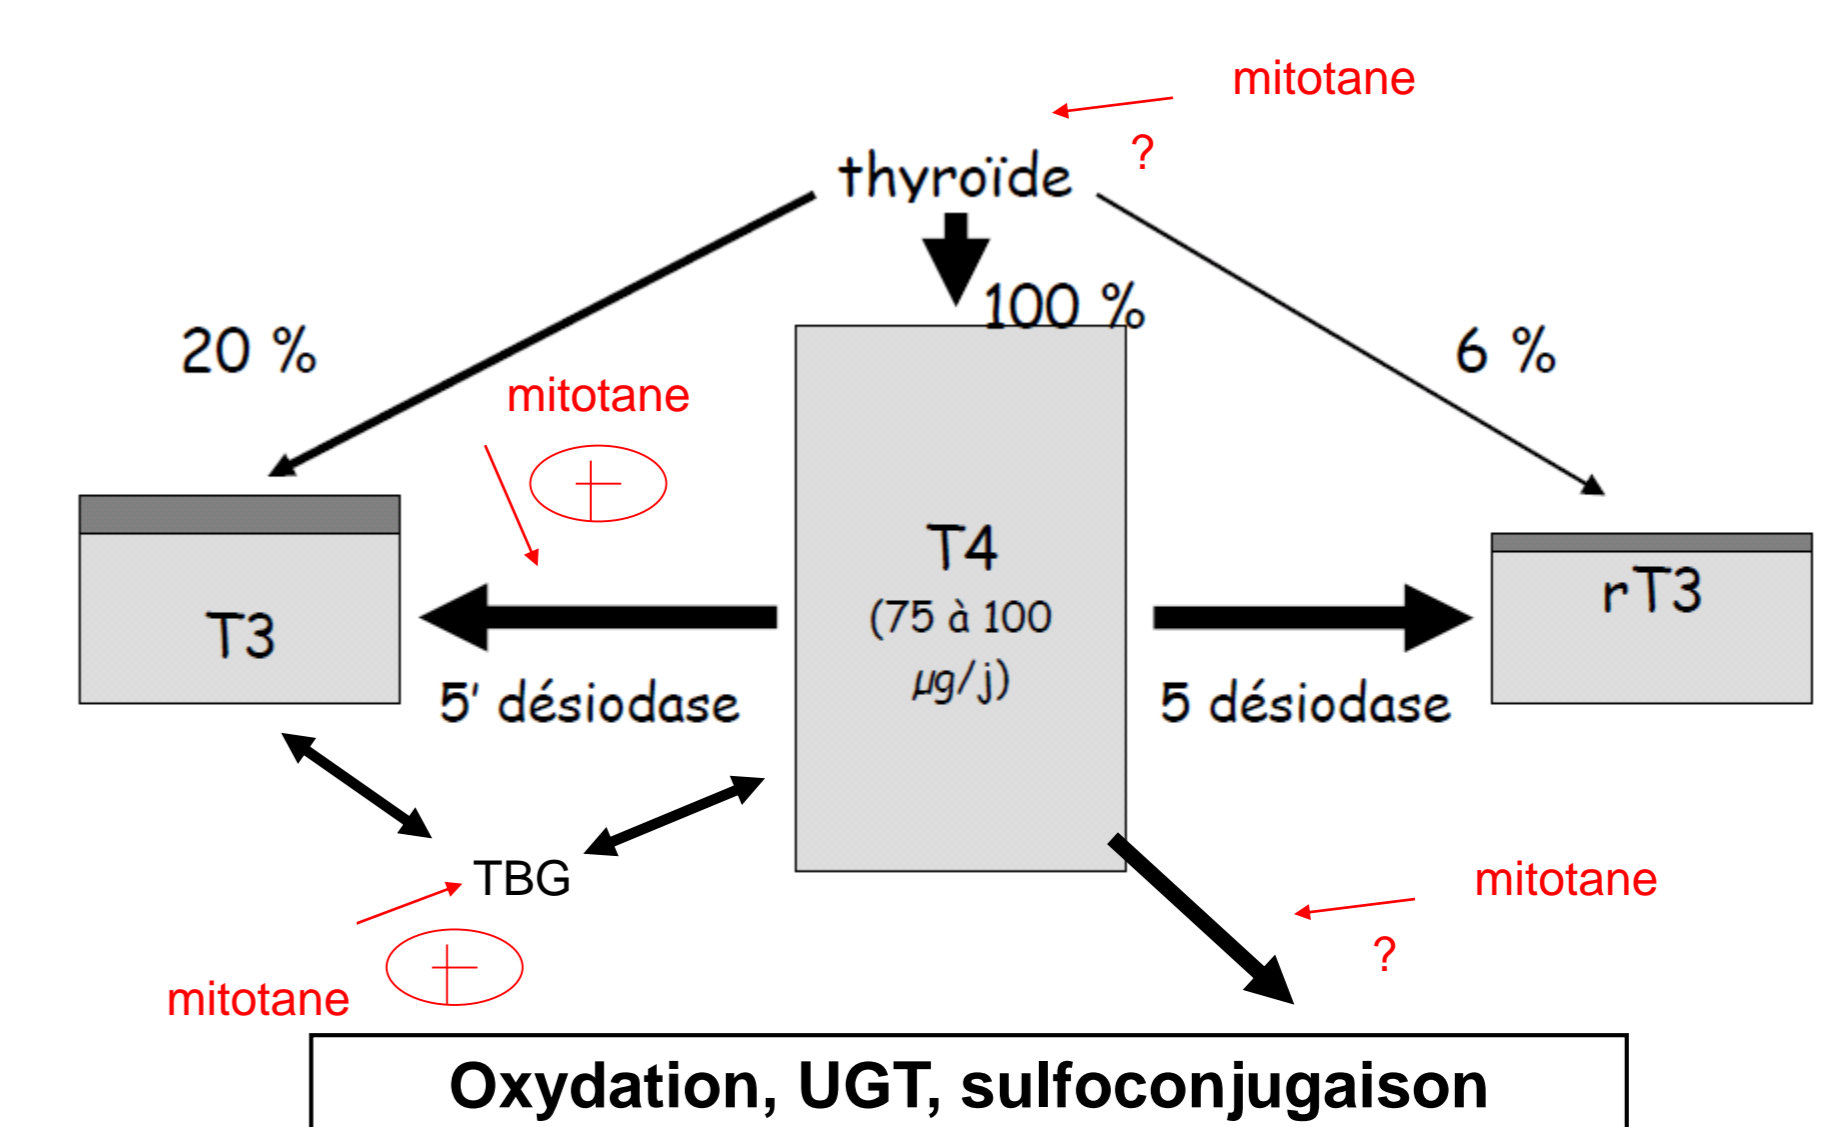 mitotane
?
thyroïde
100 %
20 %
6 %
mitotane
+
T4
(75 à 100
µg/j)
T3
rT3
5' désiodase
5 désiodase
TBG
mitotane
?
+
mitotane
Oxydation, UGT, sulfoconjugaison